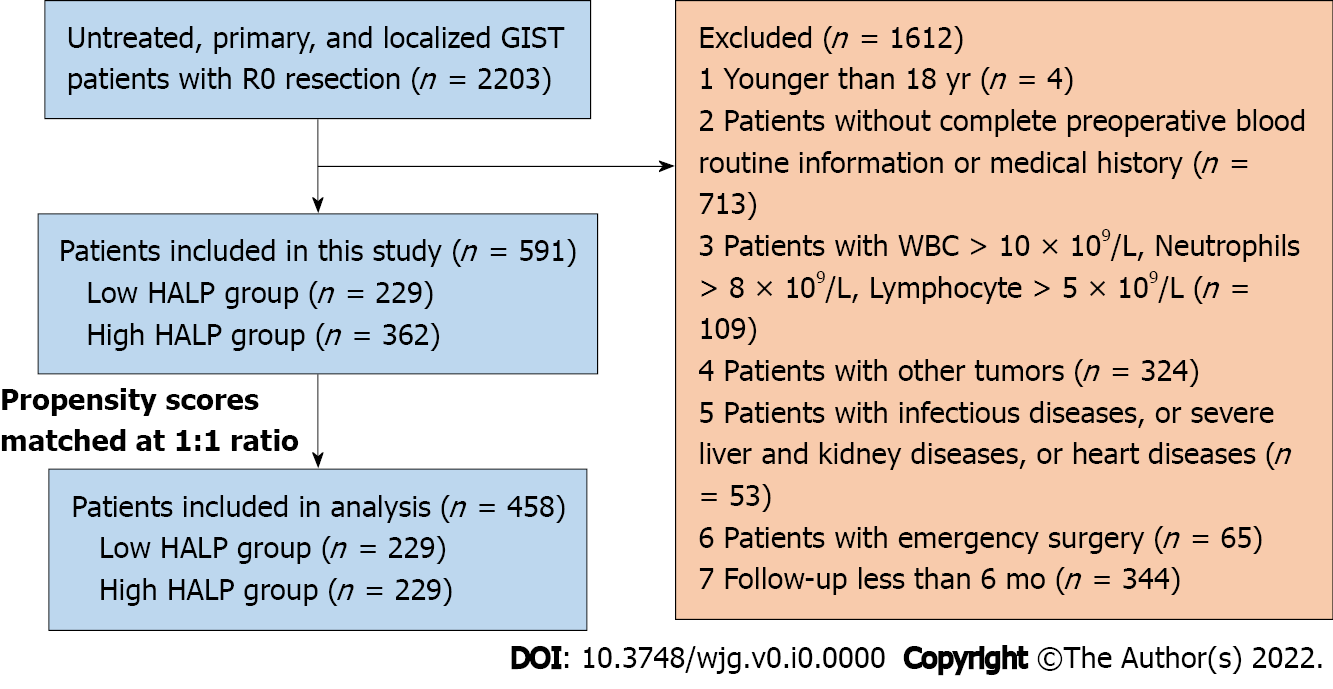 Untreated, primary, and localized GIST
patients with R0 resection (n = 2203)
Excluded (n = 1612)
1 Younger than 18 yr (n = 4)
2 Patients without complete preoperative blood
routine information or medical history (n =
713)
3 Patients with WBC > 10 × 10⁹/L, Neutrophils
> 8 × 10⁹/L, Lymphocyte > 5 × 10⁹/L (n =
109)
4 Patients with other tumors (n = 324)
5 Patients with infectious diseases, or severe
liver and kidney diseases, or heart diseases (n
= 53)
6 Patients with emergency surgery (n = 65)
7 Follow-up less than 6 mo (n = 344)
Patients included in this study (n = 591)
Low HALP group (n = 229)
High HALP group (n = 362)
Propensity scores
matched at 1:1 ratio
Patients included in analysis (n = 458)
Low HALP group (n = 229)
High HALP group (n = 229)
DOI: 10.3748/wjg.v0.i0.0000 Copyright ©The Author(s) 2022.